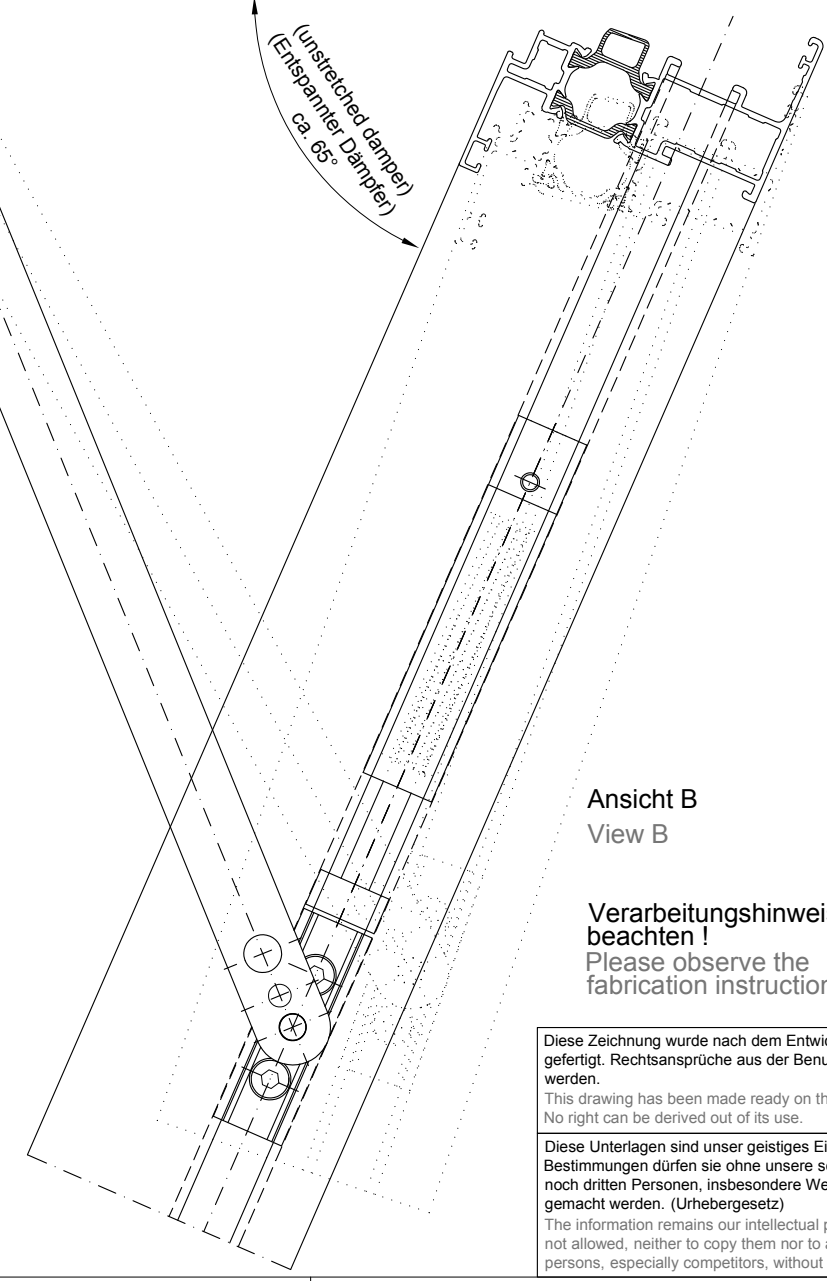 (unstretched damper)
(Entspannter Dämpfer)
ca. 65°
Ansicht B
View B
Verarbeitungshinweis
beachten !
Please observe the
fabrication instruction
Diese Zeichnung wurde nach dem Entwic
gefertigt. Rechtsansprüche aus der Benu
werden.
This drawing has been made ready on th
No right can be derived out of its use.
Diese Unterlagen sind unser geistiges Ei
Bestimmungen dürfen sie ohne unsere s
noch dritten Personen, insbesondere We
gemacht werden. (Urhebergesetz)
The information remains our intellectual p
not allowed, neither to copy them nor to a
persons, especially competitors, without